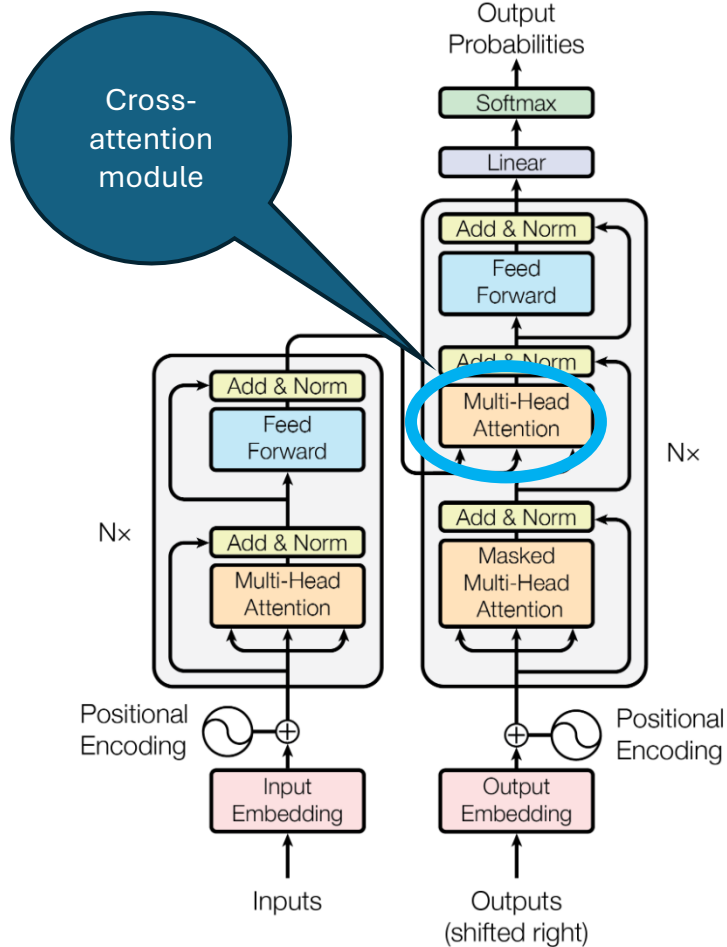 Output
Probabilities
Softmax
Linear
Cross-
attention
module
Add & Norm
Feed
Forward
Add & Norm
Multi-Head
Attention
N×
Add & Norm
Masked
Multi-Head
Attention
Add & Norm
Feed
Forward
N×
Add & Norm
Multi-Head
Attention
Positional
Encoding
Positional
Encoding
Input
Embedding
Output
Embedding
Inputs
Outputs
(shifted right)